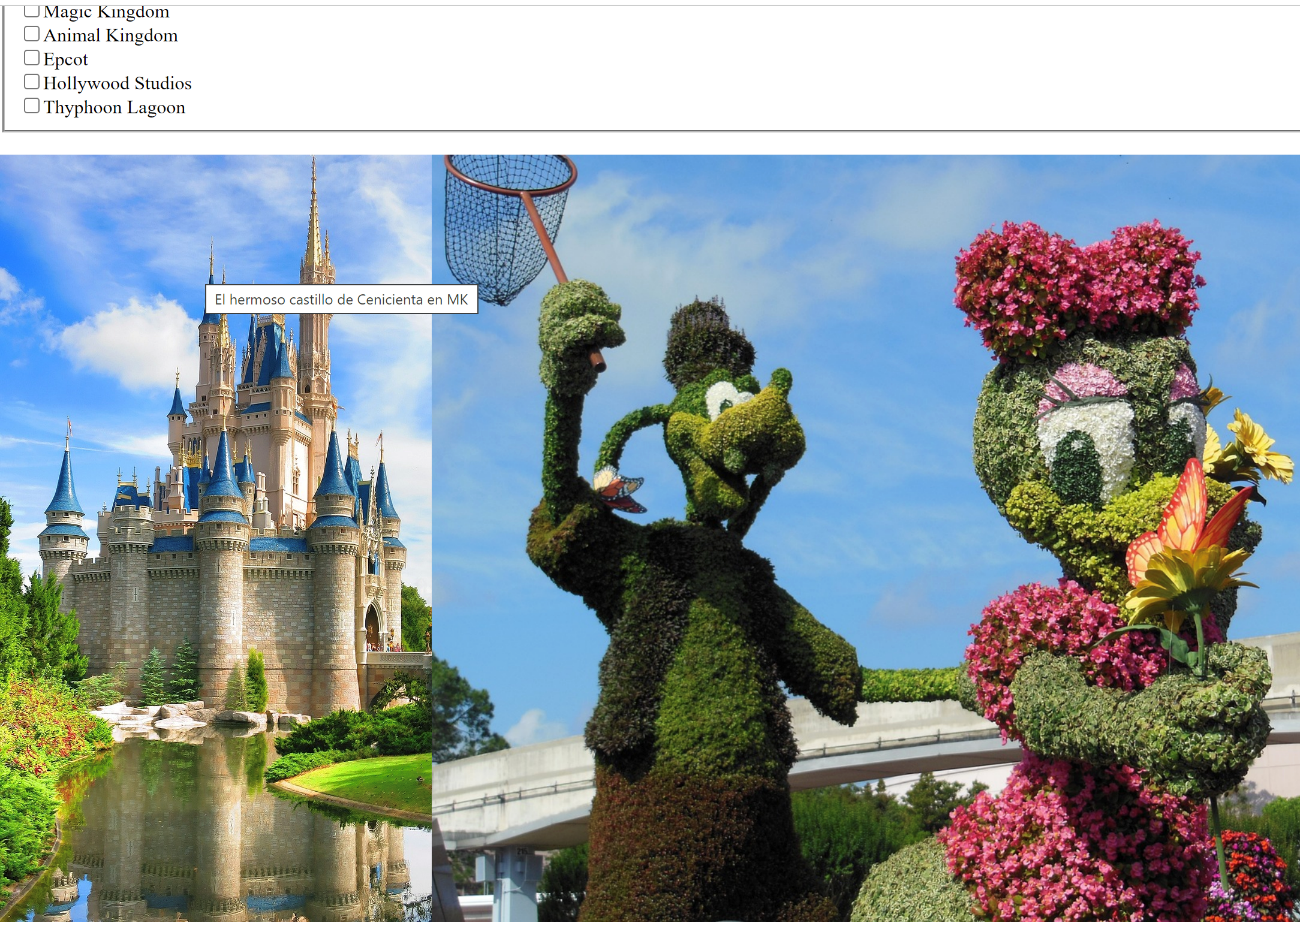 Magic Kingdom
Animal Kingdom
Epcot
Hollywood Studios
Thyphoon Lagoon
El hermoso castillo de Cenicienta en MK